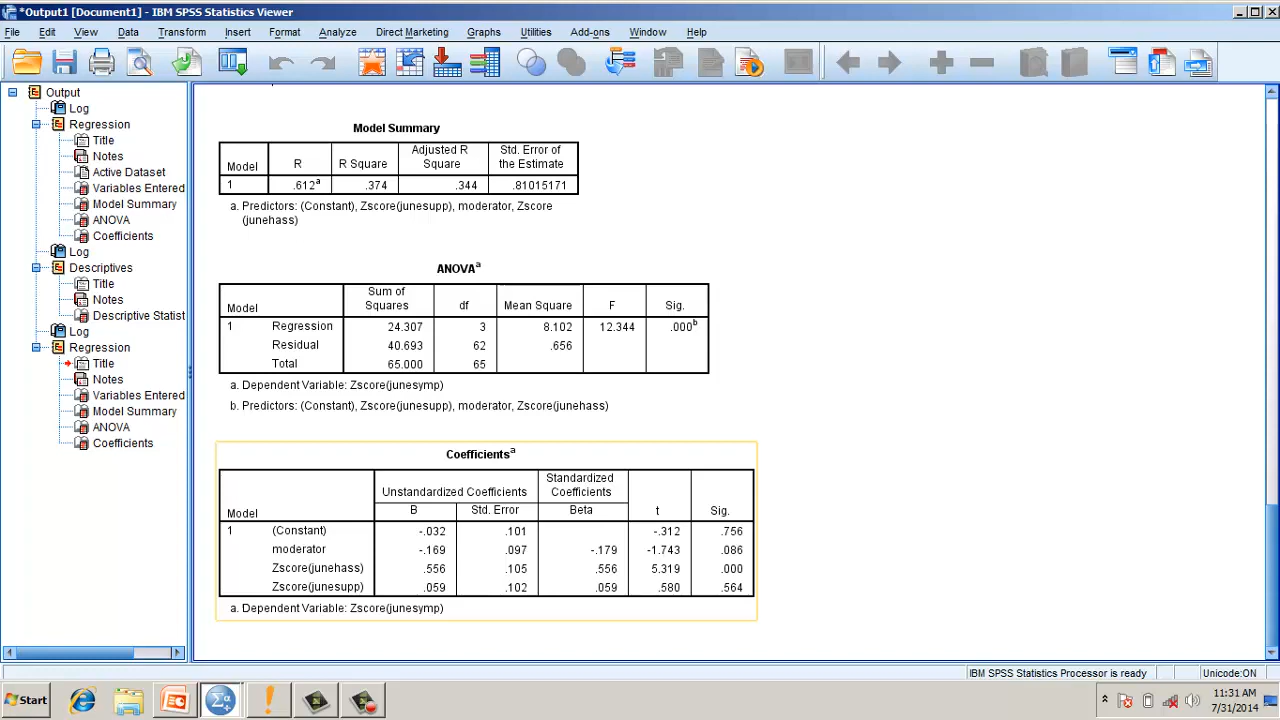 *Output1 [Document1] - IBM SPSS Statistics Viewer
File Edit View Data Transform Insert Format Analyze Direct Marketing Graphs Utilities Add-ons Window Help
Output
Log
Regression
Title
Notes
Active Dataset
Variables Entered
Model Summary
ANOVA
Coefficients
Log
Descriptives
Title
Notes
Descriptive Statist
Log
Regression
Title
Notes
Variables Entered
Model Summary
ANOVA
Coefficients
Model Summary
Model R R Square Adjusted R Square Std. Error of the Estimate
1 .612a .374 .344 .81015171
a. Predictors: (Constant), Zscore(junesupp), moderator, Zscore
(junehass)
ANOVAa
Model Sum of Squares df Mean Square F Sig.
1 Regression 24.307 3 8.102 12.344 .000b
Residual 40.693 62 .656
Total 65.000 65
a. Dependent Variable: Zscore(junesymp)
b. Predictors: (Constant), Zscore(junesupp), moderator, Zscore(junehass)
Coefficientsa
Unstandardized Coefficients Standardized Coefficients
Model B Std. Error Beta t Sig.
1 (Constant) -.032 .101 -.312 .756
moderator -.169 .097 -.179 -1.743 .086
Zscore(junehass) .556 .105 .556 5.319 .000
Zscore(junesupp) .059 .102 .059 .580 .564
a. Dependent Variable: Zscore(junesymp)
IBM SPSS Statistics Processor is ready Unicode:ON
Start
11:31 AM
7/31/2014